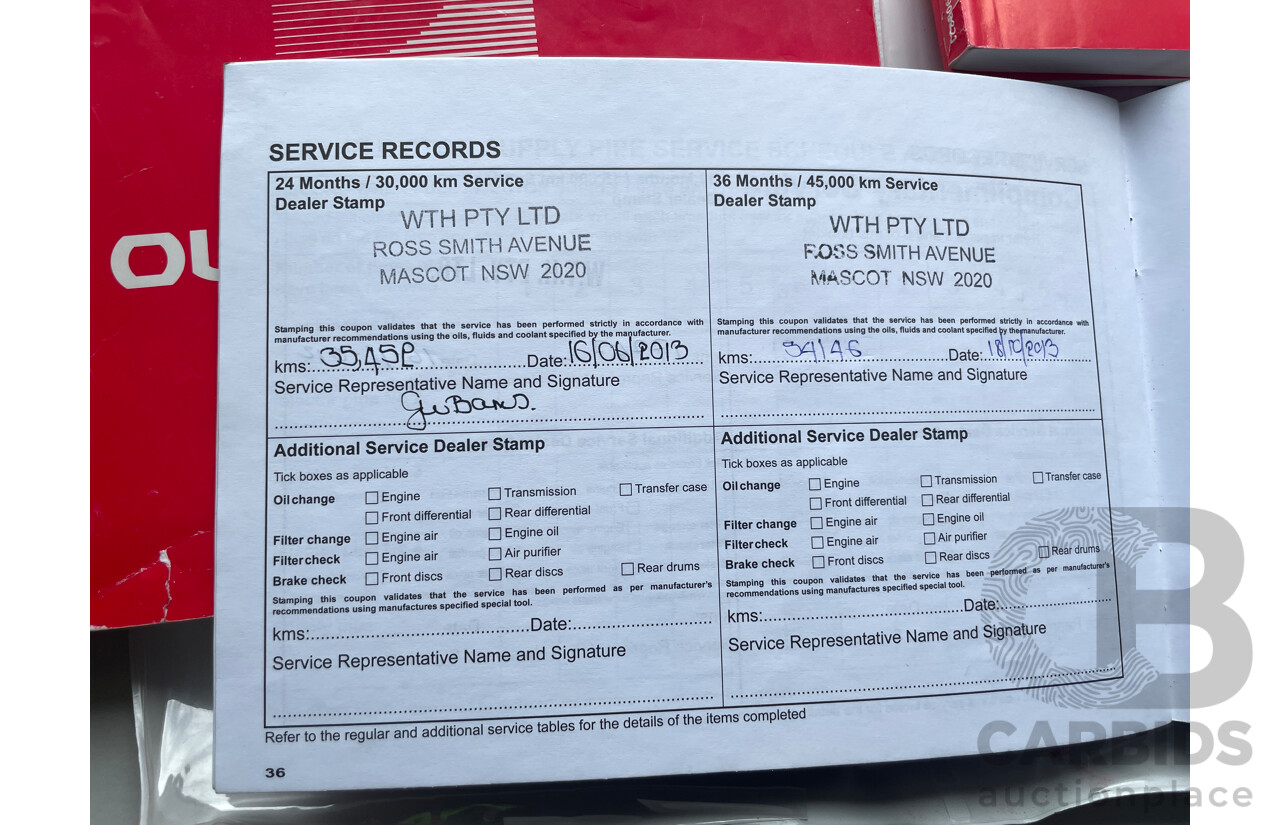 OU
SERVICE RECORDS
24 Months / 30,000 km Service
Dealer Stamp
WTH PTY LTD
ROSS SMITH AVENUE
MASCOT NSW 2020
Stamping this coupon validates that the service has been performed strictly in accordance with
manufacturer recommendations using the oils, fluids and coolant specified by the manufacturer.
kms: Date: 16/06/2013
Service Representative Name and Signature
36 Months / 45,000 km Service
Dealer Stamp
WTH PTY LTD
ROSS SMITH AVENUE
MASCOT NSW 2020
Stamping this coupon validates that the service has been performed strictly in accordance with
manufacturer recommendations using the oils, fluids and coolant specified by the manufacturer.
kms: 54146 Date: 18/10/2013
Service Representative Name and Signature
Additional Service Dealer Stamp
Tick boxes as applicable
Oil change Engine Transmission Transfer case
Front differential Rear differential
Filter change Engine air Engine oil
Filter check Engine air Air purifier
Brake check Front discs Rear discs Rear drums
Stamping this coupon validates that the service has been performed as per manufacturer's
recommendations using manufactures specified special tool.
kms: Date:
Service Representative Name and Signature
Additional Service Dealer Stamp
Tick boxes as applicable
Oil change Engine Transmission Transfer case
Front differential Rear differential
Filter change Engine air Engine oil
Filter check Engine air Air purifier
Brake check Front discs Rear discs Rear drums
Stamping this coupon validates that the service has been performed as per manufacturer's
recommendations using manufactures specified special tool.
kms: Date:
Service Representative Name and Signature
Refer to the regular and additional service tables for the details of the items completed
36
CARBIDS
auctionplace